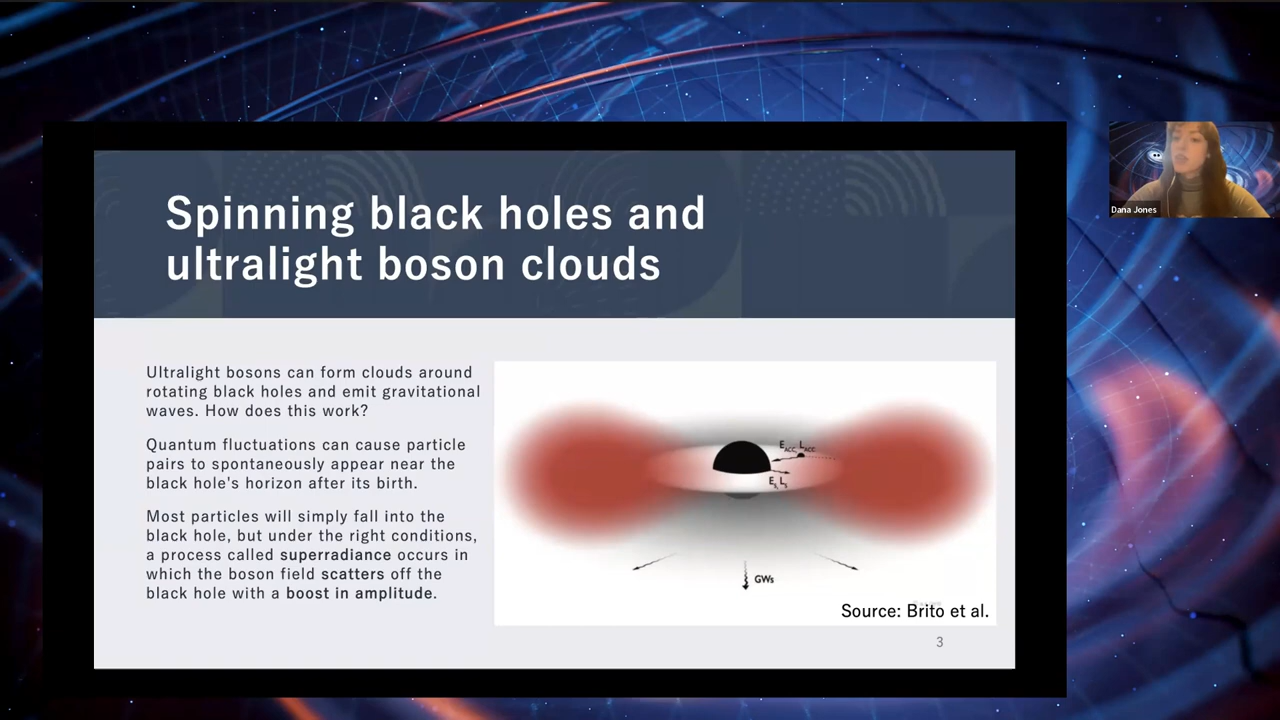 Spinning black holes and
ultralight boson clouds
Dana Jones
Ultralight bosons can form clouds around
rotating black holes and emit gravitational
waves. How does this work?
Quantum fluctuations can cause particle
pairs to spontaneously appear near the
black hole's horizon after its birth.
Most particles will simply fall into the
black hole, but under the right conditions,
a process called superradiance occurs in
which the boson field scatters off the
black hole with a boost in amplitude.
E_ACC, L_ACC
E_S, L_S
GWs
Source: Brito et al.
3